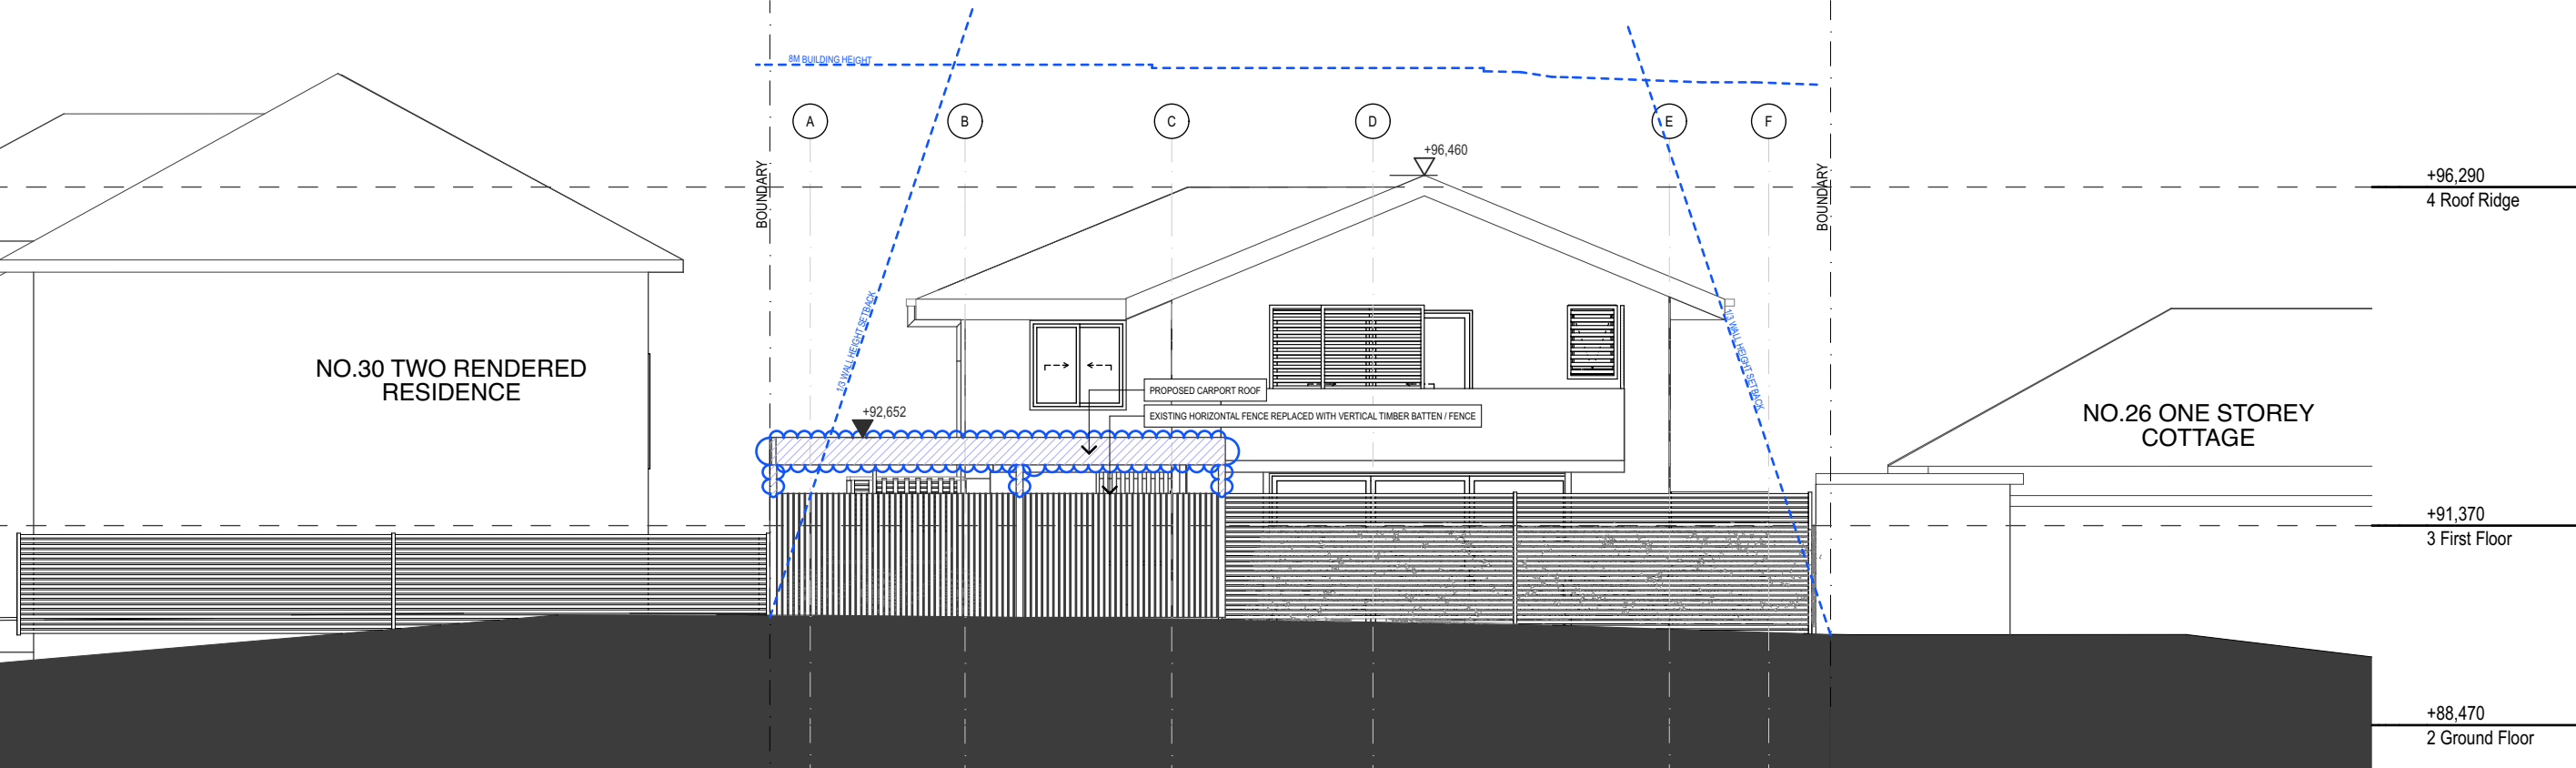 8M BUILDING HEIGHT
A
B
C
D
E
F
+96,460
BOUNDARY
BOUNDARY
+96,290
4 Roof Ridge
1/3 WALL HEIGHT SETBACK
1/3 WALL HEIGHT SETBACK
NO.30 TWO RENDERED
RESIDENCE
PROPOSED CARPORT ROOF
+92,652
EXISTING HORIZONTAL FENCE REPLACED WITH VERTICAL TIMBER BATTEN / FENCE
NO.26 ONE STOREY
COTTAGE
+91,370
3 First Floor
+88,470
2 Ground Floor